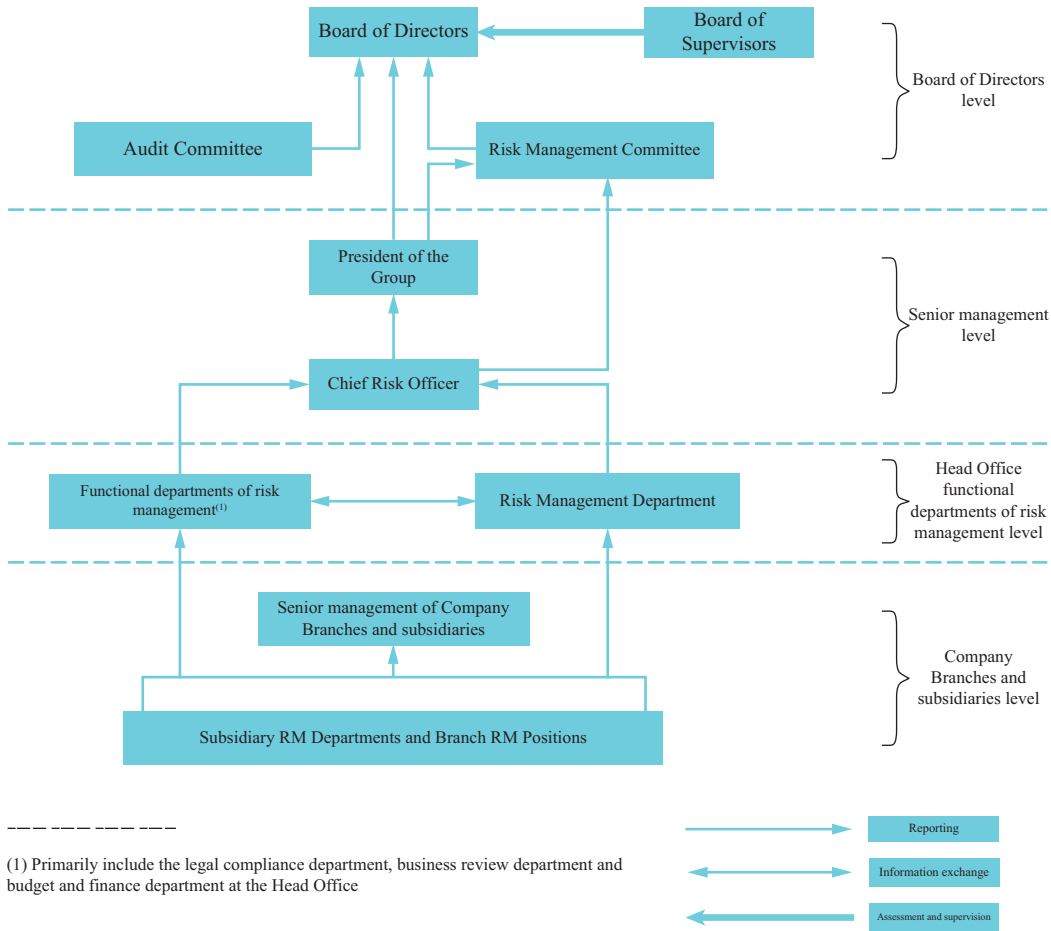 Board of Directors
Board of
Supervisors
Board of Directors
level
Audit Committee
Risk Management Committee
President of the
Group
Senior management
level
Chief Risk Officer
Functional departments of risk
management(1)
Risk Management Department
Head Office
functional
departments of risk
management level
Senior management of Company
Branches and subsidiaries
Company
Branches and
subsidiaries level
Subsidiary RM Departments and Branch RM Positions
(1) Primarily include the legal compliance department, business review department and
budget and finance department at the Head Office
Reporting
Information exchange
Assessment and supervision